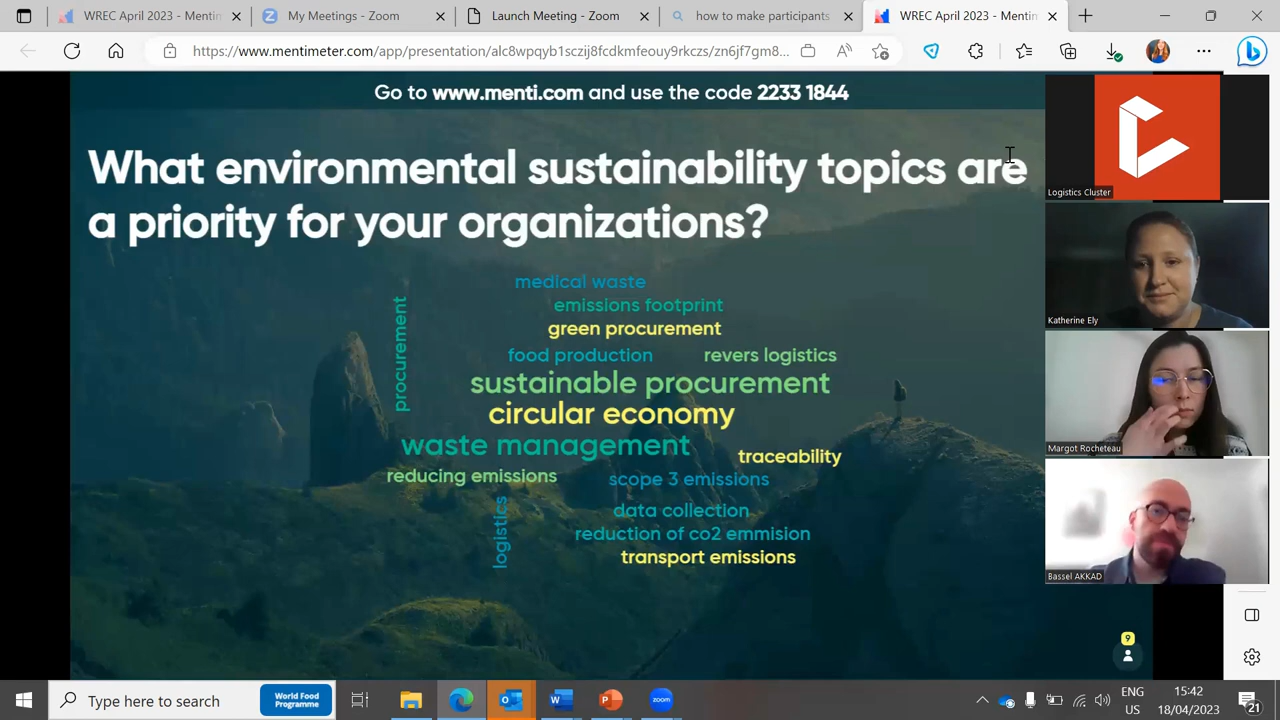 WREC April 2023 - Mentin
My Meetings - Zoom
Launch Meeting - Zoom
how to make participants
WREC April 2023 - Mentin
https://www.mentimeter.com/app/presentation/alc8wpqyb1sczij8fcdkmfeouy9rkczs/zn6jf7gm8...
Go to www.menti.com and use the code 2233 1844
What environmental sustainability topics are
a priority for your organizations?
medical waste
emissions footprint
green procurement
procurement
food production
revers logistics
sustainable procurement
circular economy
waste management
traceability
reducing emissions
scope 3 emissions
logistics
data collection
reduction of co2 emmision
transport emissions
Logistics Cluster
Katherine Ely
Margot Rocheteau
Bassel AKKAD
9
Type here to search
World Food
Programme
zoom
ENG
US
15:42
18/04/2023
21